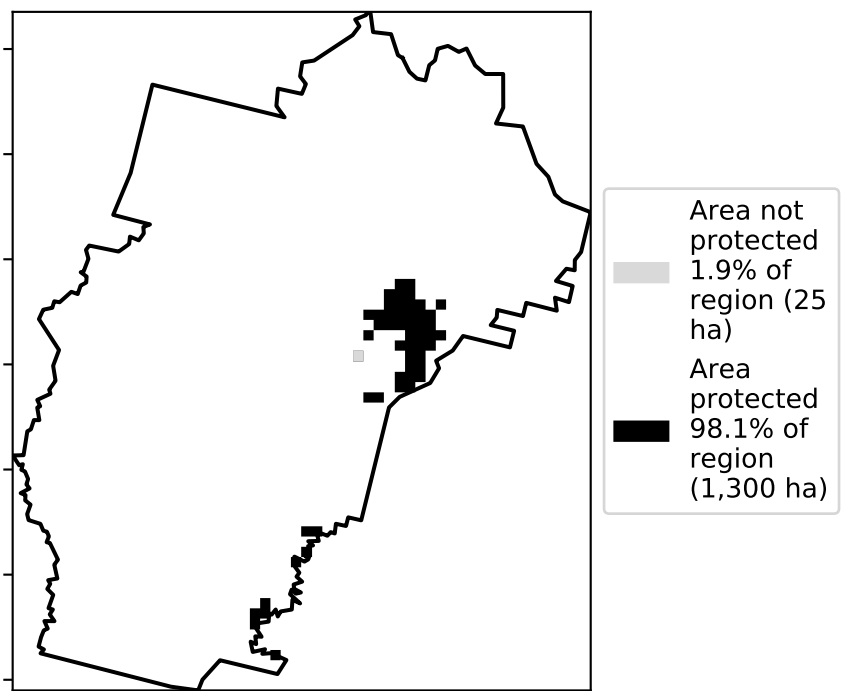 Area not
protected
1.9% of
region (25
ha)
Area
protected
98.1% of
region
(1,300 ha)